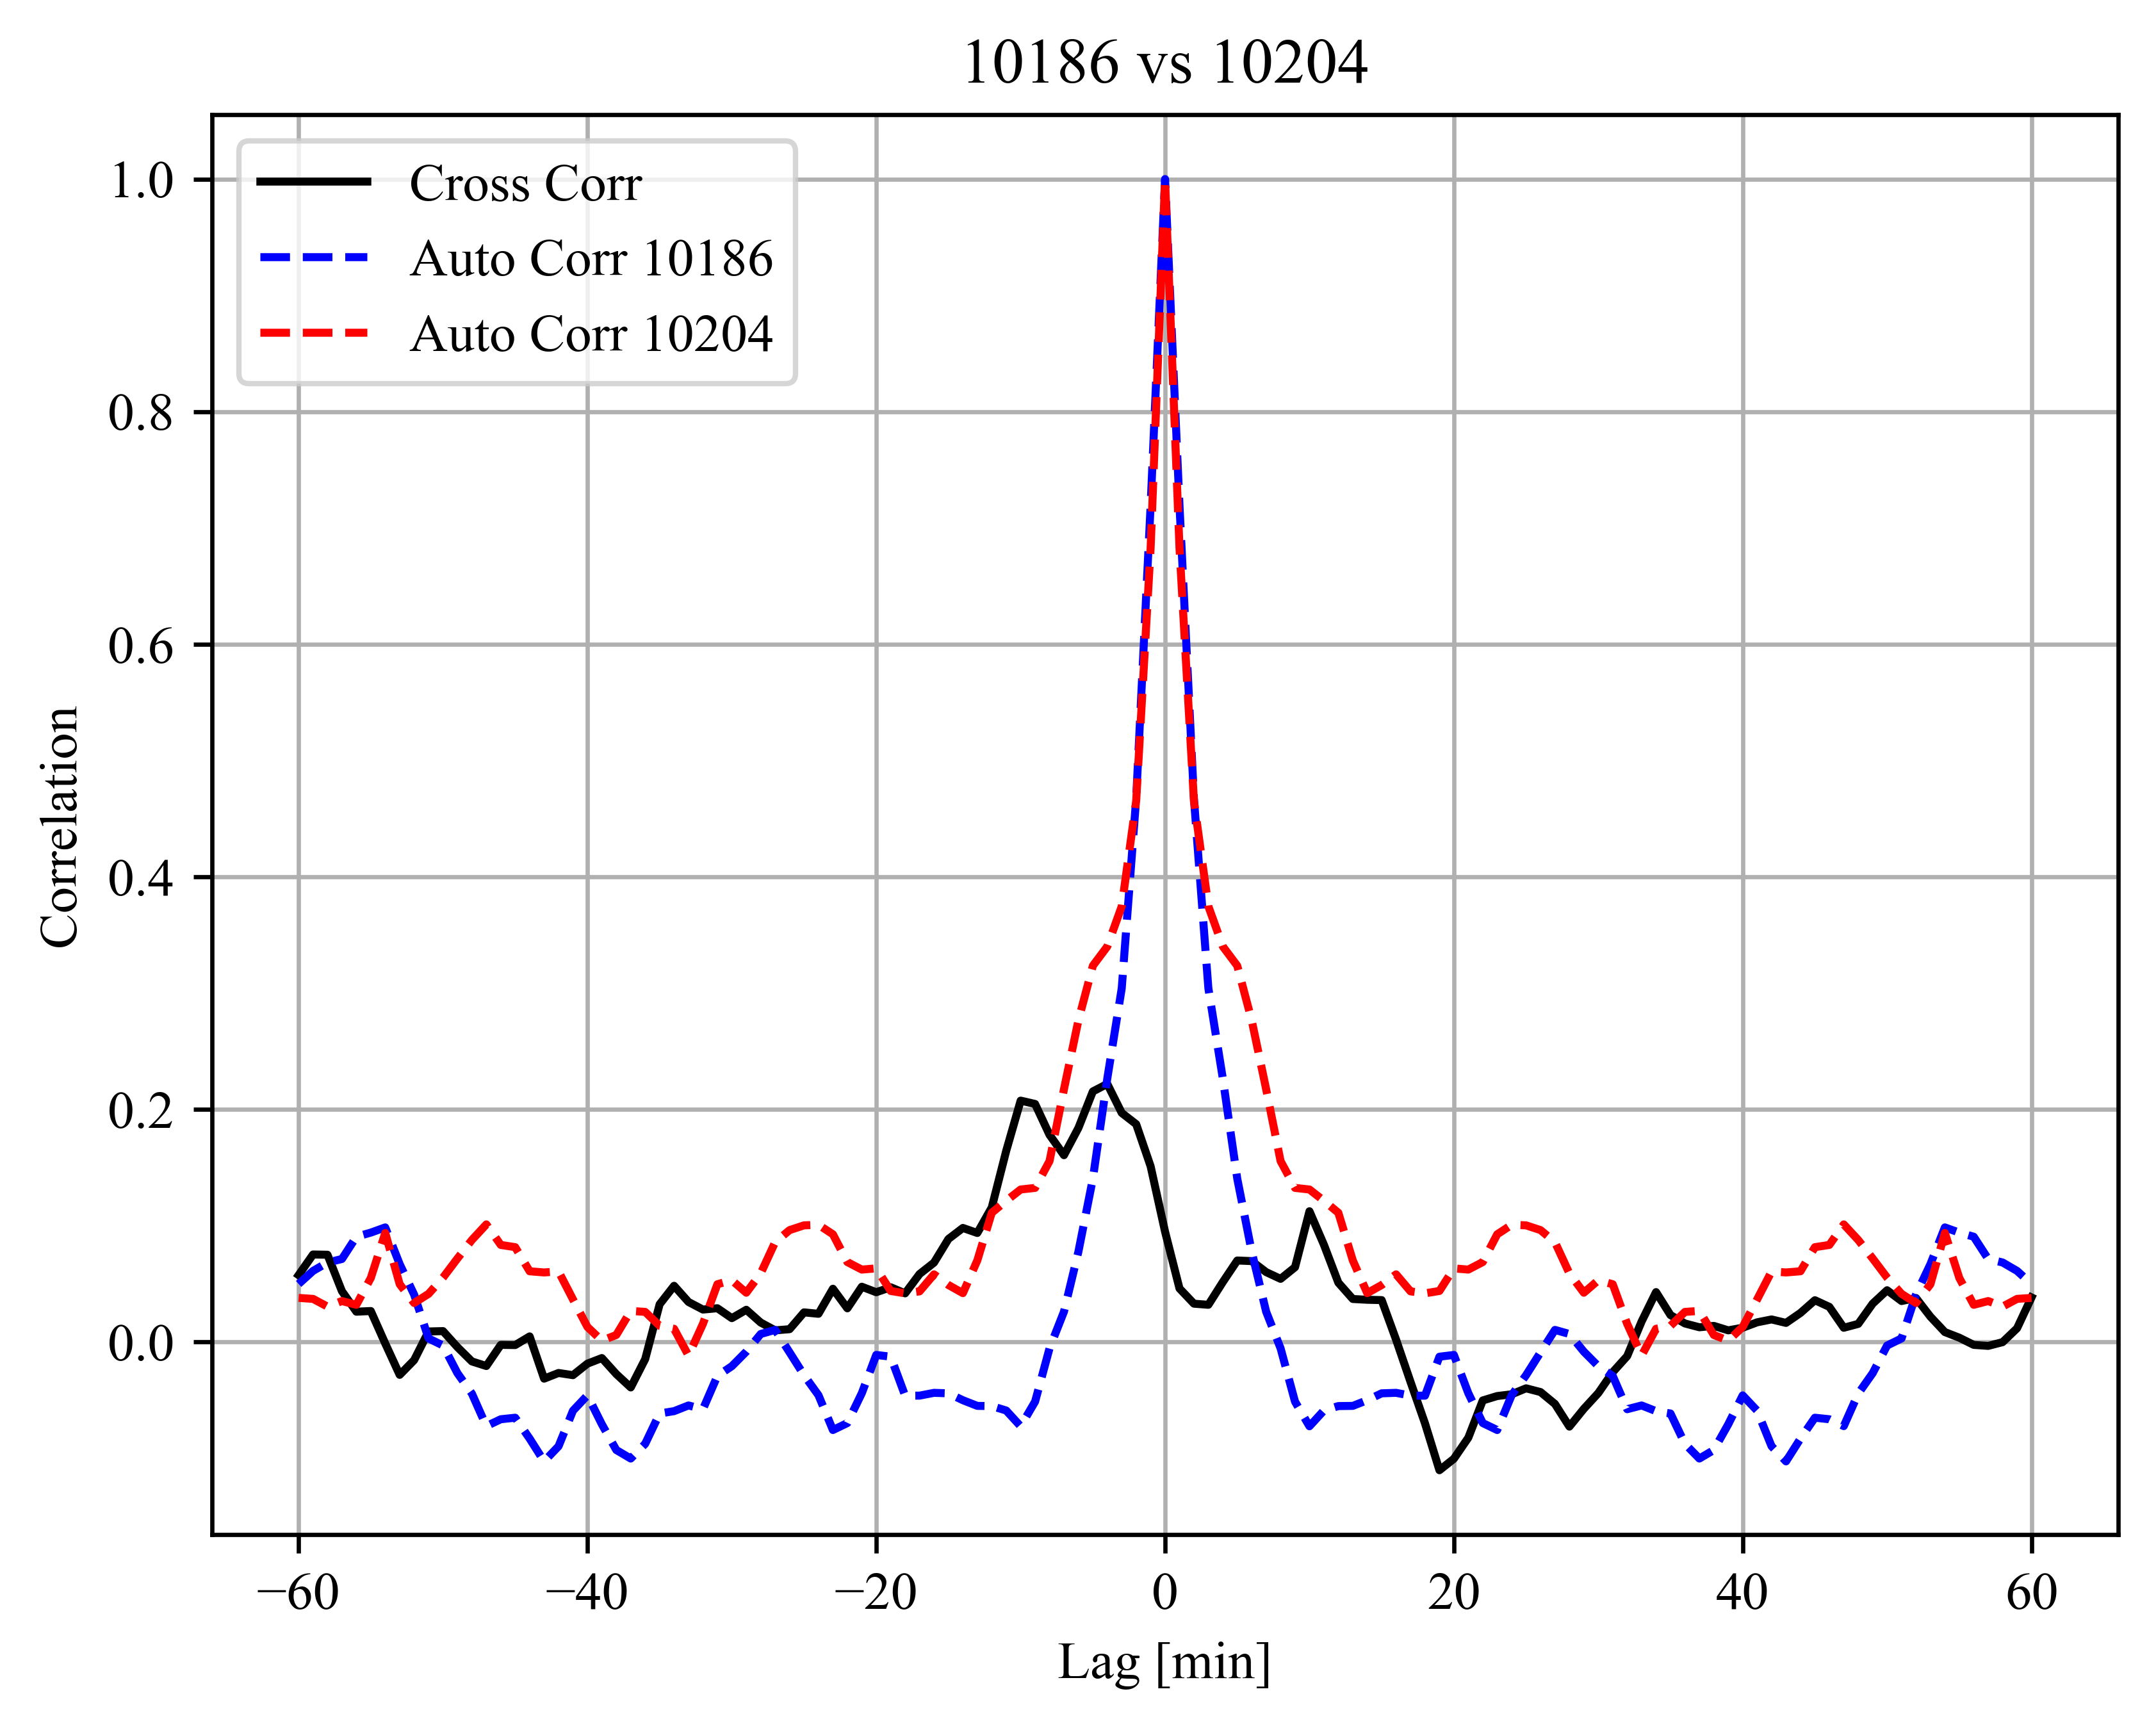 10186 vs 10204
Cross Corr
Auto Corr 10186
Auto Corr 10204
1.0
0.8
0.6
0.4
0.2
0.0
Correlation
−60 −40 −20 0 20 40 60
Lag [min]